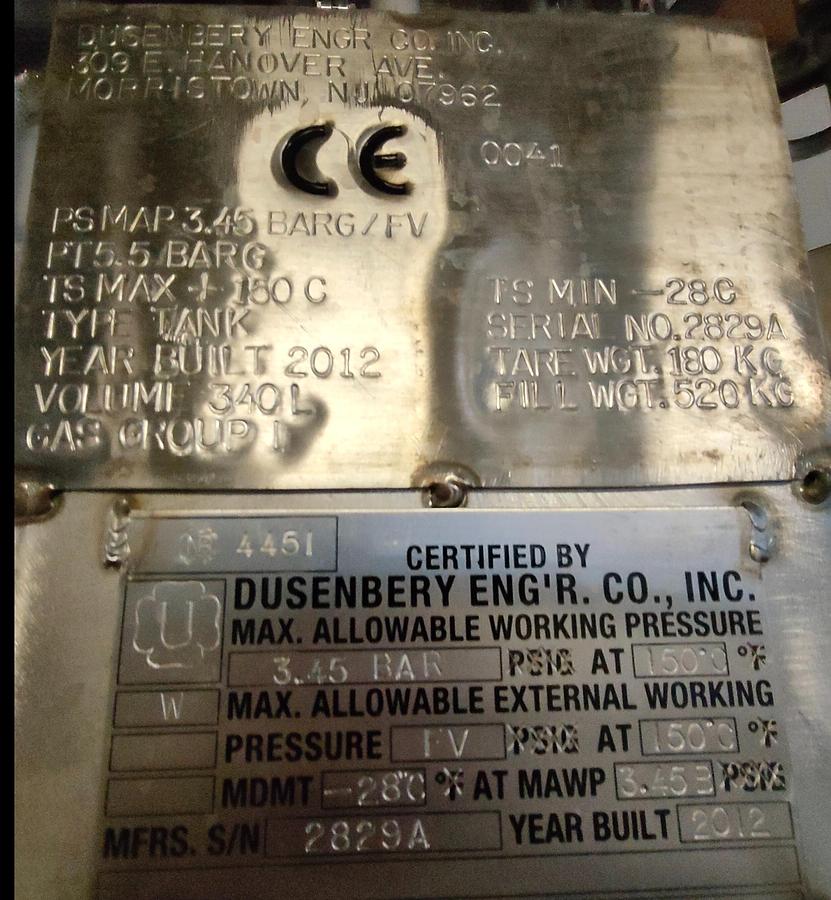 DUSENBERY ENGR CO. INC.
309 E. HANOVER AVE.
MORRISTOWN, NJ 07962
CE 0041
PS MAP 3.45 BARG/FV
PT 5.5 BARG
TS MAX + 150 C TS MIN -28C
TYPE TANK SERIAL NO. 2829A
YEAR BUILT 2012 TARE WGT. 180 KG
VOLUME 340 L FILL WGT. 520 KG
GAS GROUP I
NB 4451
CERTIFIED BY
DUSENBERY ENG'R. CO., INC.
U
MAX. ALLOWABLE WORKING PRESSURE
3.45 BAR PSIG AT 150°C °F
W MAX. ALLOWABLE EXTERNAL WORKING
PRESSURE FV PSIG AT 150°C °F
MDMT -28°C °F AT MAWP 3.45B PSIG
MFRS. S/N 2829A YEAR BUILT 2012